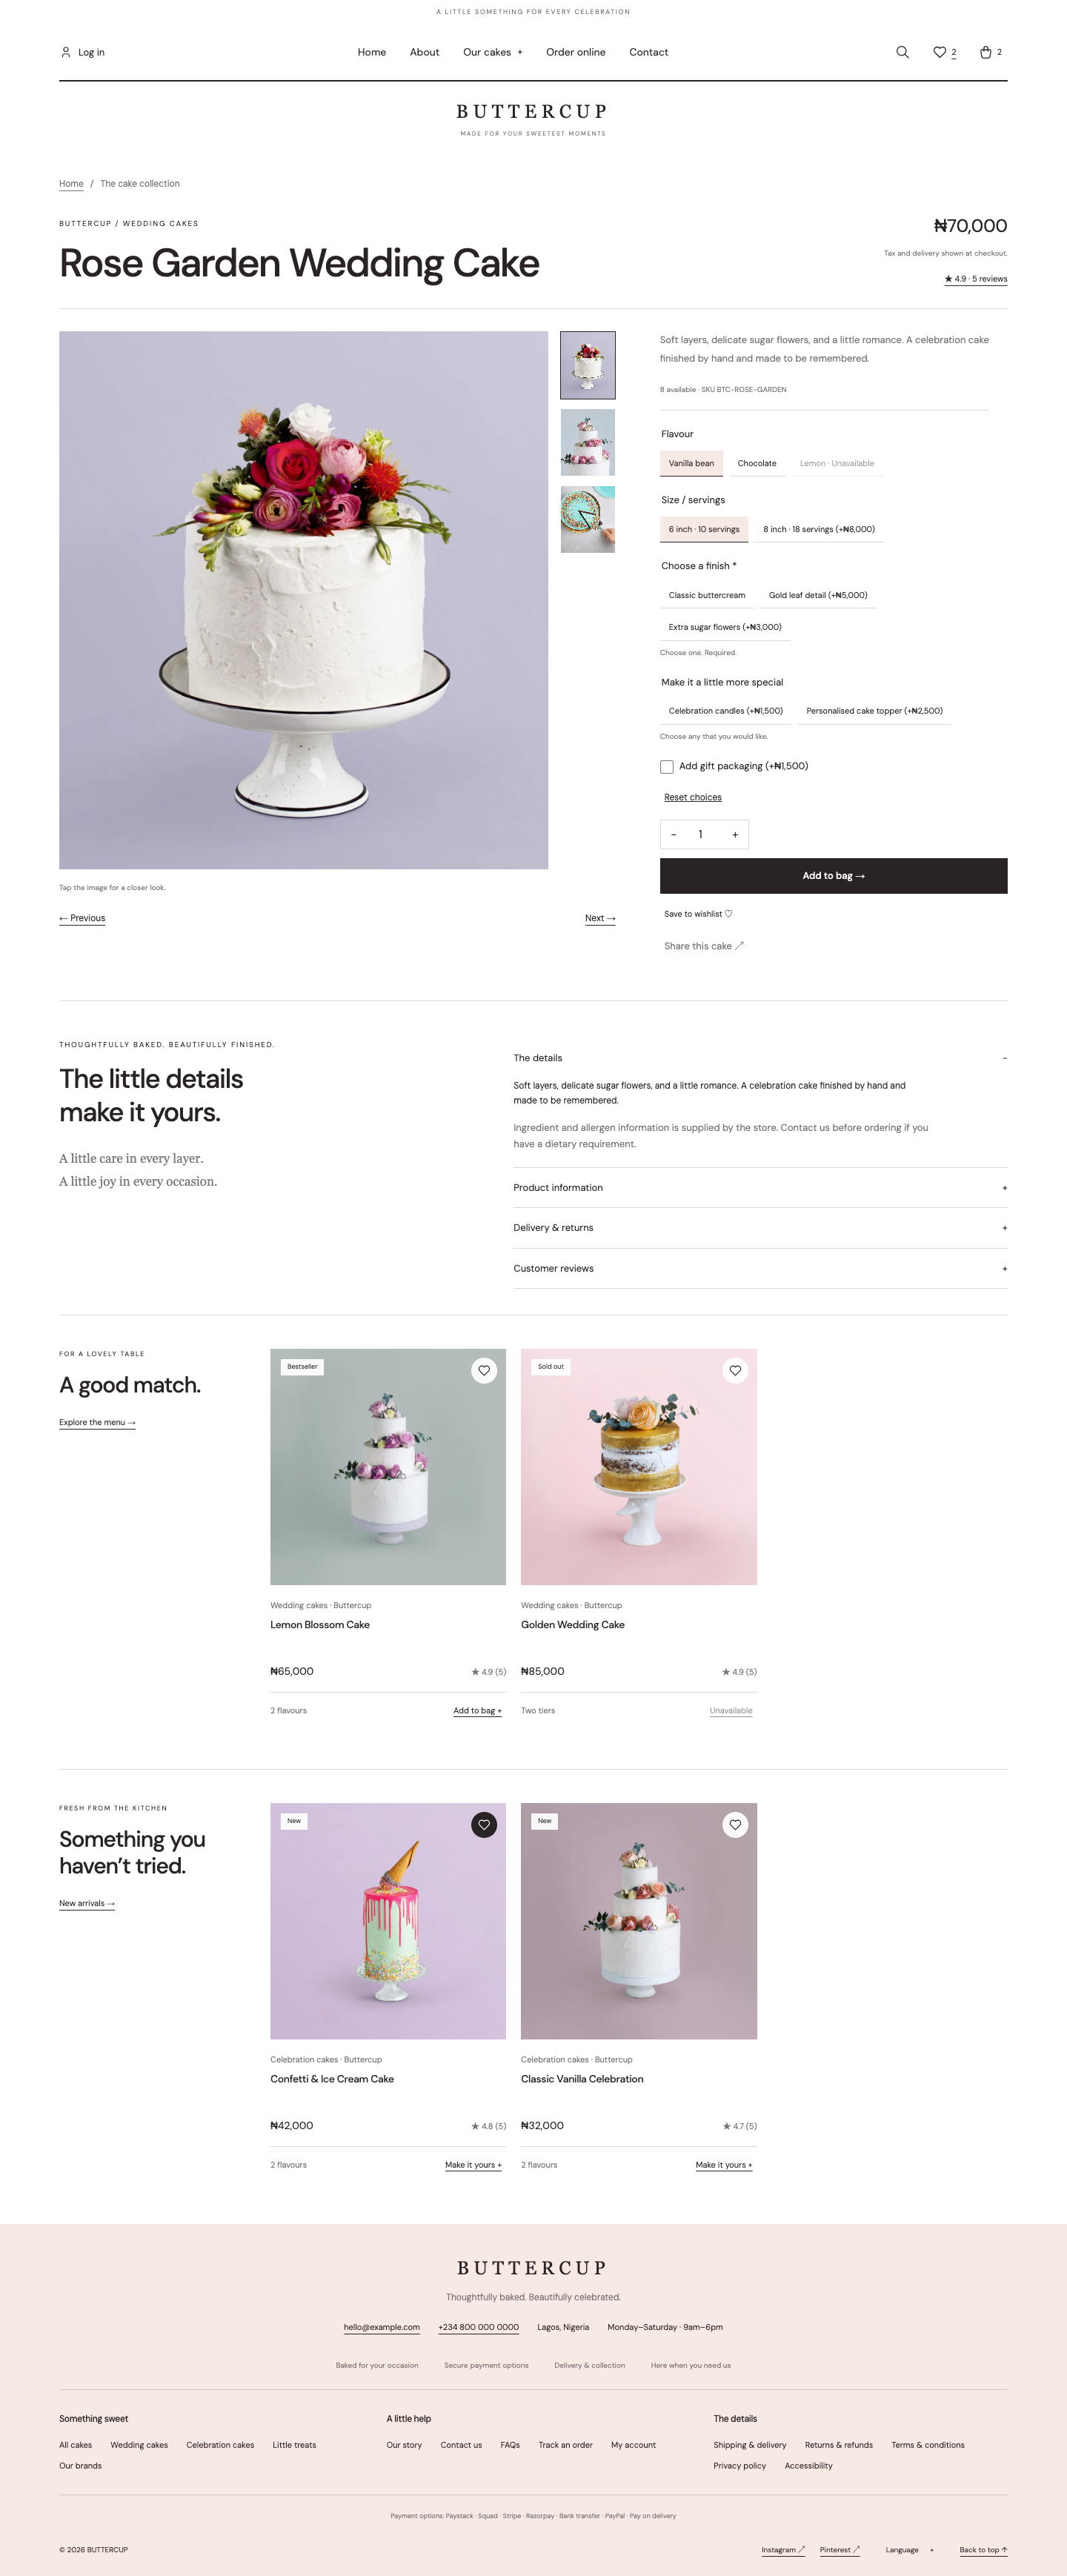 A LITTLE SOMETHING FOR EVERY CELEBRATION
Log in
Home About Our cakes + Order online Contact
2 2
BUTTERCUP
MADE FOR YOUR SWEETEST MOMENTS
Home / The cake collection
BUTTERCUP / WEDDING CAKES
Rose Garden Wedding Cake
₦70,000
Tax and delivery shown at checkout.
★ 4.9 · 5 reviews
Tap the image for a closer look.
← Previous Next →
Soft layers, delicate sugar flowers, and a little romance. A celebration cake
finished by hand and made to be remembered.
8 available · SKU BTC-ROSE-GARDEN
Flavour
Vanilla bean Chocolate Lemon · Unavailable
Size / servings
6 inch · 10 servings 8 inch · 18 servings (+₦8,000)
Choose a finish *
Classic buttercream Gold leaf detail (+₦5,000)
Extra sugar flowers (+₦3,000)
Choose one. Required.
Make it a little more special
Celebration candles (+₦1,500) Personalised cake topper (+₦2,500)
Choose any that you would like.
Add gift packaging (+₦1,500)
Reset choices
− 1 +
Add to bag →
Save to wishlist ♡
Share this cake ↗
THOUGHTFULLY BAKED. BEAUTIFULLY FINISHED.
The little details
make it yours.
A little care in every layer.
A little joy in every occasion.
The details −
Soft layers, delicate sugar flowers, and a little romance. A celebration cake finished by hand and
made to be remembered.
Ingredient and allergen information is supplied by the store. Contact us before ordering if you
have a dietary requirement.
Product information +
Delivery & returns +
Customer reviews +
FOR A LOVELY TABLE
A good match.
Explore the menu →
Bestseller
Wedding cakes · Buttercup
Lemon Blossom Cake
₦65,000 ★ 4.9 (5)
2 flavours Add to bag +
Sold out
Wedding cakes · Buttercup
Golden Wedding Cake
₦85,000 ★ 4.9 (5)
Two tiers Unavailable
FRESH FROM THE KITCHEN
Something you
haven’t tried.
New arrivals →
New
Celebration cakes · Buttercup
Confetti & Ice Cream Cake
₦42,000 ★ 4.8 (5)
2 flavours Make it yours +
New
Celebration cakes · Buttercup
Classic Vanilla Celebration
₦32,000 ★ 4.7 (5)
2 flavours Make it yours +
BUTTERCUP
Thoughtfully baked. Beautifully celebrated.
hello@example.com +234 800 000 0000 Lagos, Nigeria Monday–Saturday · 9am–6pm
Baked for your occasion Secure payment options Delivery & collection Here when you need us
Something sweet
All cakes Wedding cakes Celebration cakes Little treats
Our brands
A little help
Our story Contact us FAQs Track an order My account
The details
Shipping & delivery Returns & refunds Terms & conditions
Privacy policy Accessibility
Payment options: Paystack · Squad · Stripe · Razorpay · Bank transfer · PayPal · Pay on delivery
© 2026 BUTTERCUP
Instagram ↗ Pinterest ↗ Language + Back to top ↑